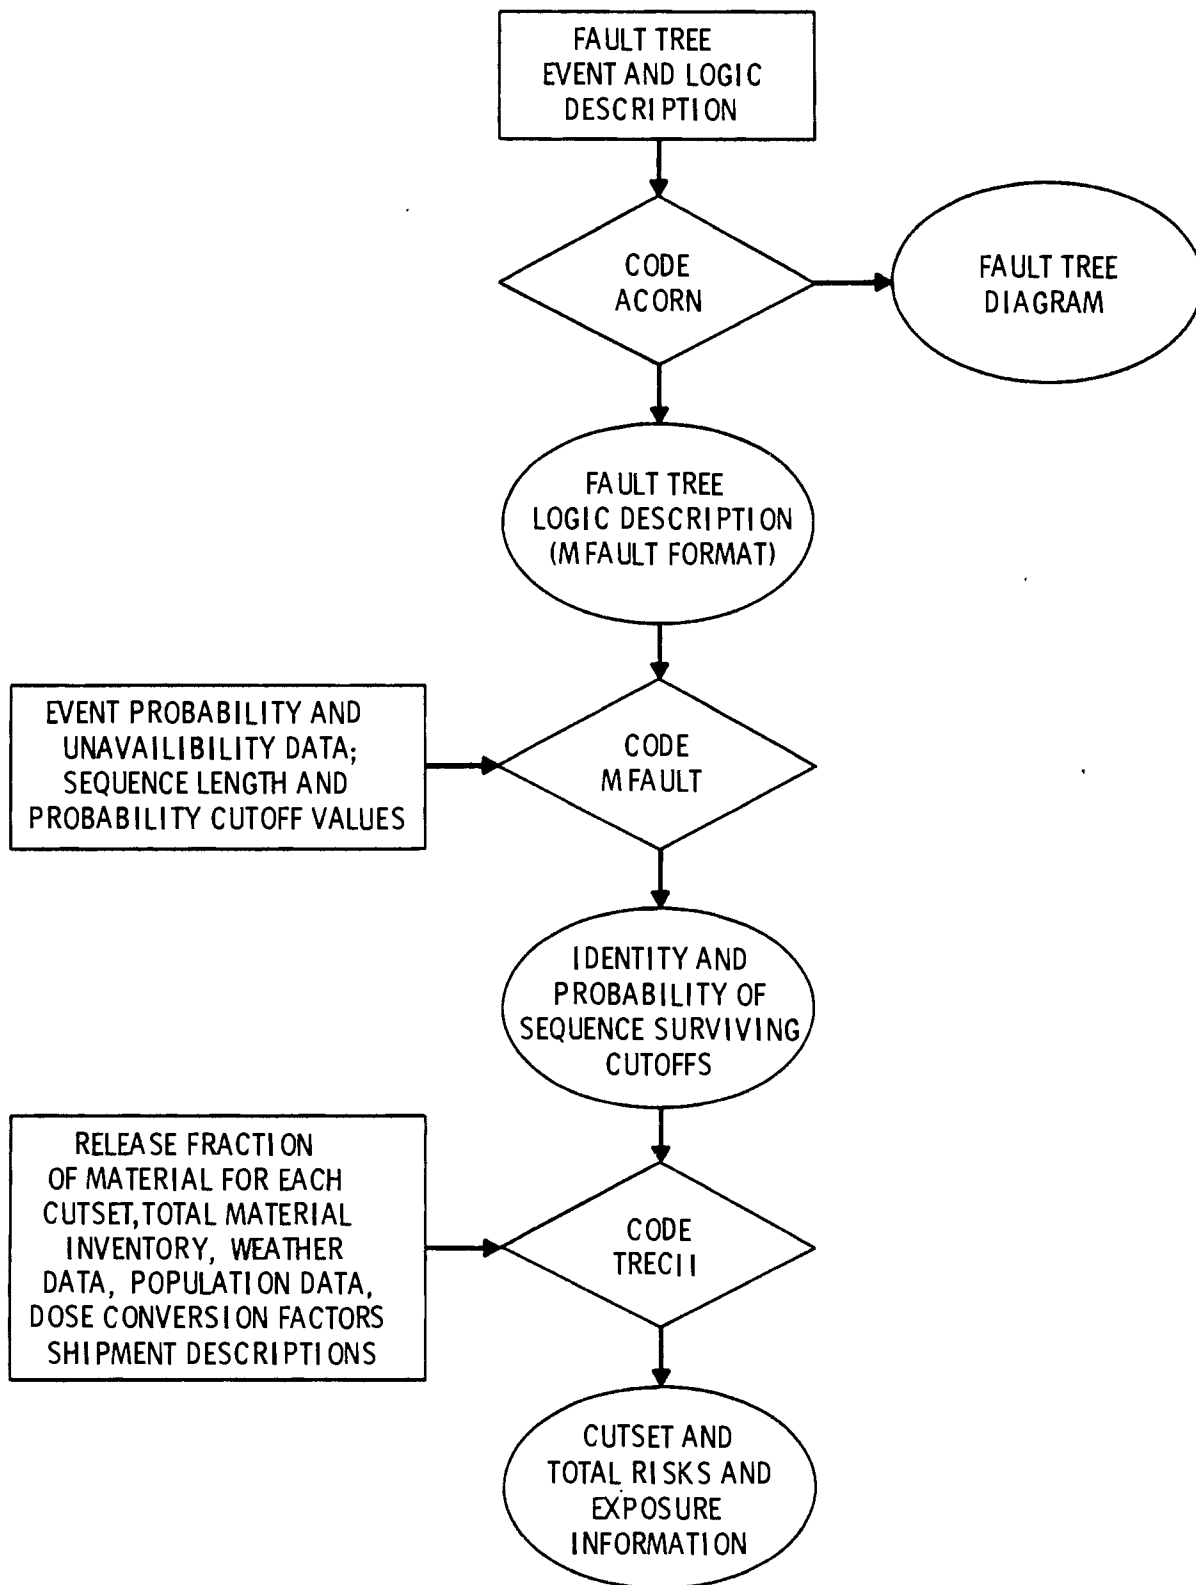 FAULT TREE
EVENT AND LOGIC
DESCRIPTION
CODE
ACORN
FAULT TREE
DIAGRAM
FAULT TREE
LOGIC DESCRIPTION
(MFAULT FORMAT)
EVENT PROBABILITY AND
UNAVAILIBILITY DATA;
SEQUENCE LENGTH AND
PROBABILITY CUTOFF VALUES
CODE
MFAULT
IDENTITY AND
PROBABILITY OF
SEQUENCE SURVIVING
CUTOFFS
RELEASE FRACTION
OF MATERIAL FOR EACH
CUTSET, TOTAL MATERIAL
INVENTORY, WEATHER
DATA, POPULATION DATA,
DOSE CONVERSION FACTORS
SHIPMENT DESCRIPTIONS
CODE
TRECII
CUTSET AND
TOTAL RISKS AND
EXPOSURE
INFORMATION